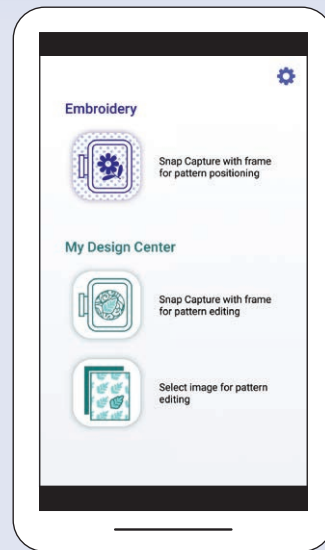 Embroidery
Snap Capture with frame
for pattern positioning
My Design Center
Snap Capture with frame
for pattern editing
Select image for pattern
editing